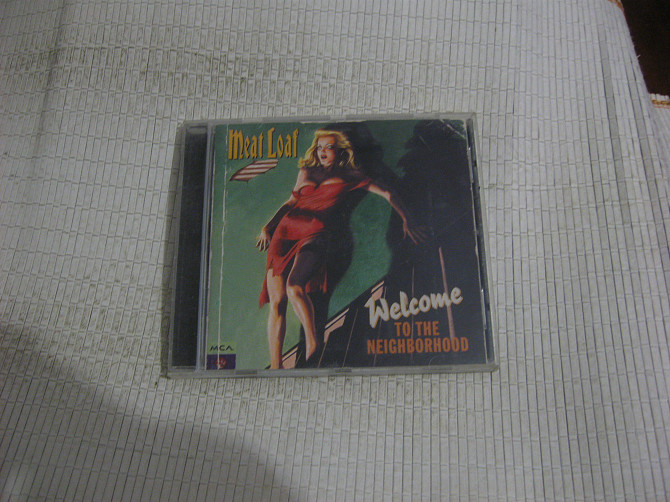 Meat Loaf
Welcome
TO THE
NEIGHBORHOOD
MCA